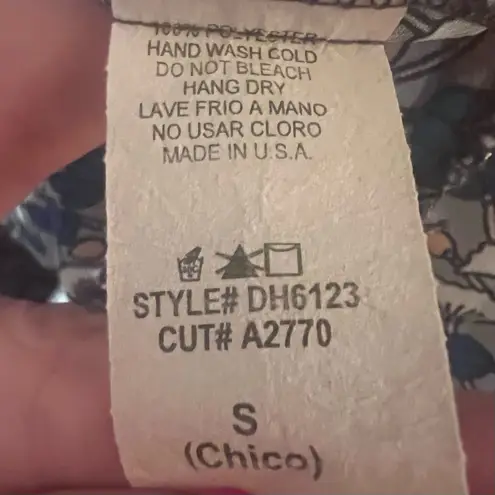 100% POLYESTER
HAND WASH COLD
DO NOT BLEACH
HANG DRY
LAVE FRIO A MANO
NO USAR CLORO
MADE IN U.S.A.
STYLE# DH6123
CUT# A2770
S
(Chico)